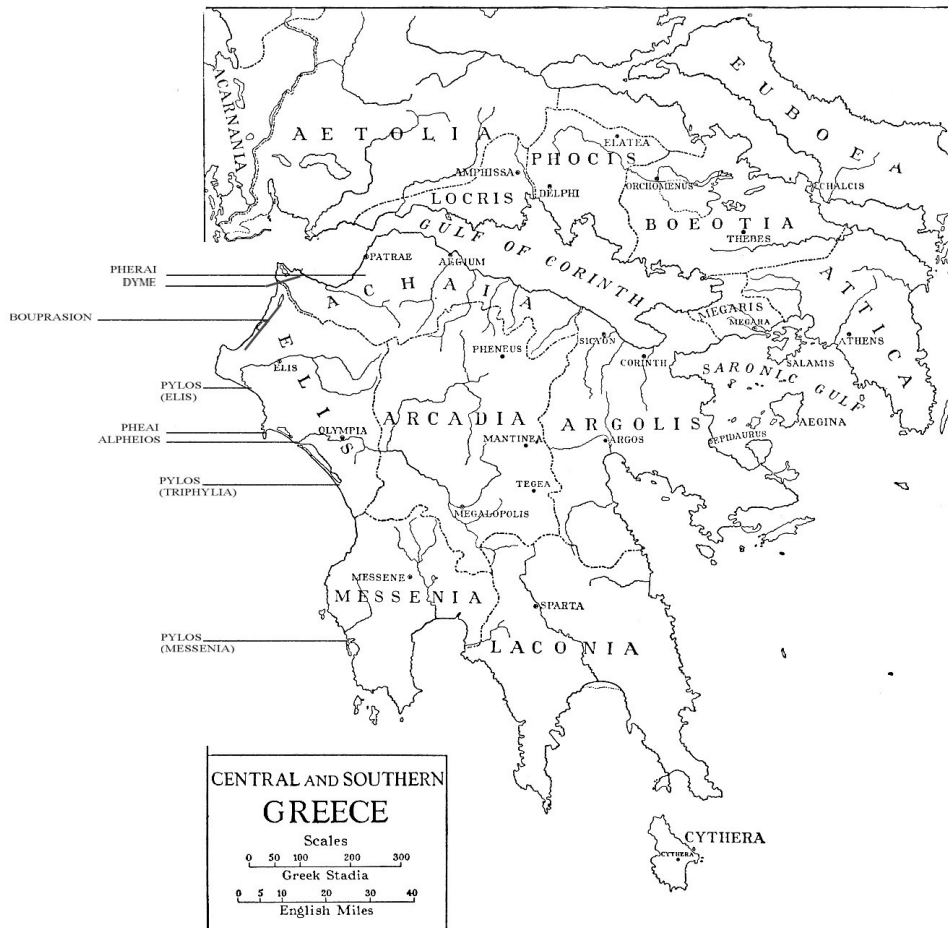 EUBOEA
ACARNANIA
AETOLIA
ELATEA
PHOCIS
AMPHISSA
ORCHOMENUS
CHALCIS
DELPHI
LOCRIS
BOEOTIA
GULF OF CORINTH
THEBES
PATRAE
AEGIUM
PHERAI
DYME
ACHAIA
ATTICA
BOUPRASION
MEGARIS
MEGARA
SICYON
ATHENS
PHENEUS
CORINTH
SALAMIS
ELIS
SARONIC GULF
PYLOS
(ELIS)
ELIS
ARCADIA
ARGOLIS
AEGINA
PHEAI
ALPHEIOS
OLYMPIA
MANTINEA
ARGOS
EPIDAURUS
PYLOS
(TRIPHYLIA)
TEGEA
MEGALOPOLIS
MESSENE
MESSENIA
SPARTA
PYLOS
(MESSENIA)
LACONIA
CENTRAL AND SOUTHERN
GREECE
Scales
0 50 100 200 300
Greek Stadia
0 5 10 20 30 40
English Miles
CYTHERA
CYTHERA